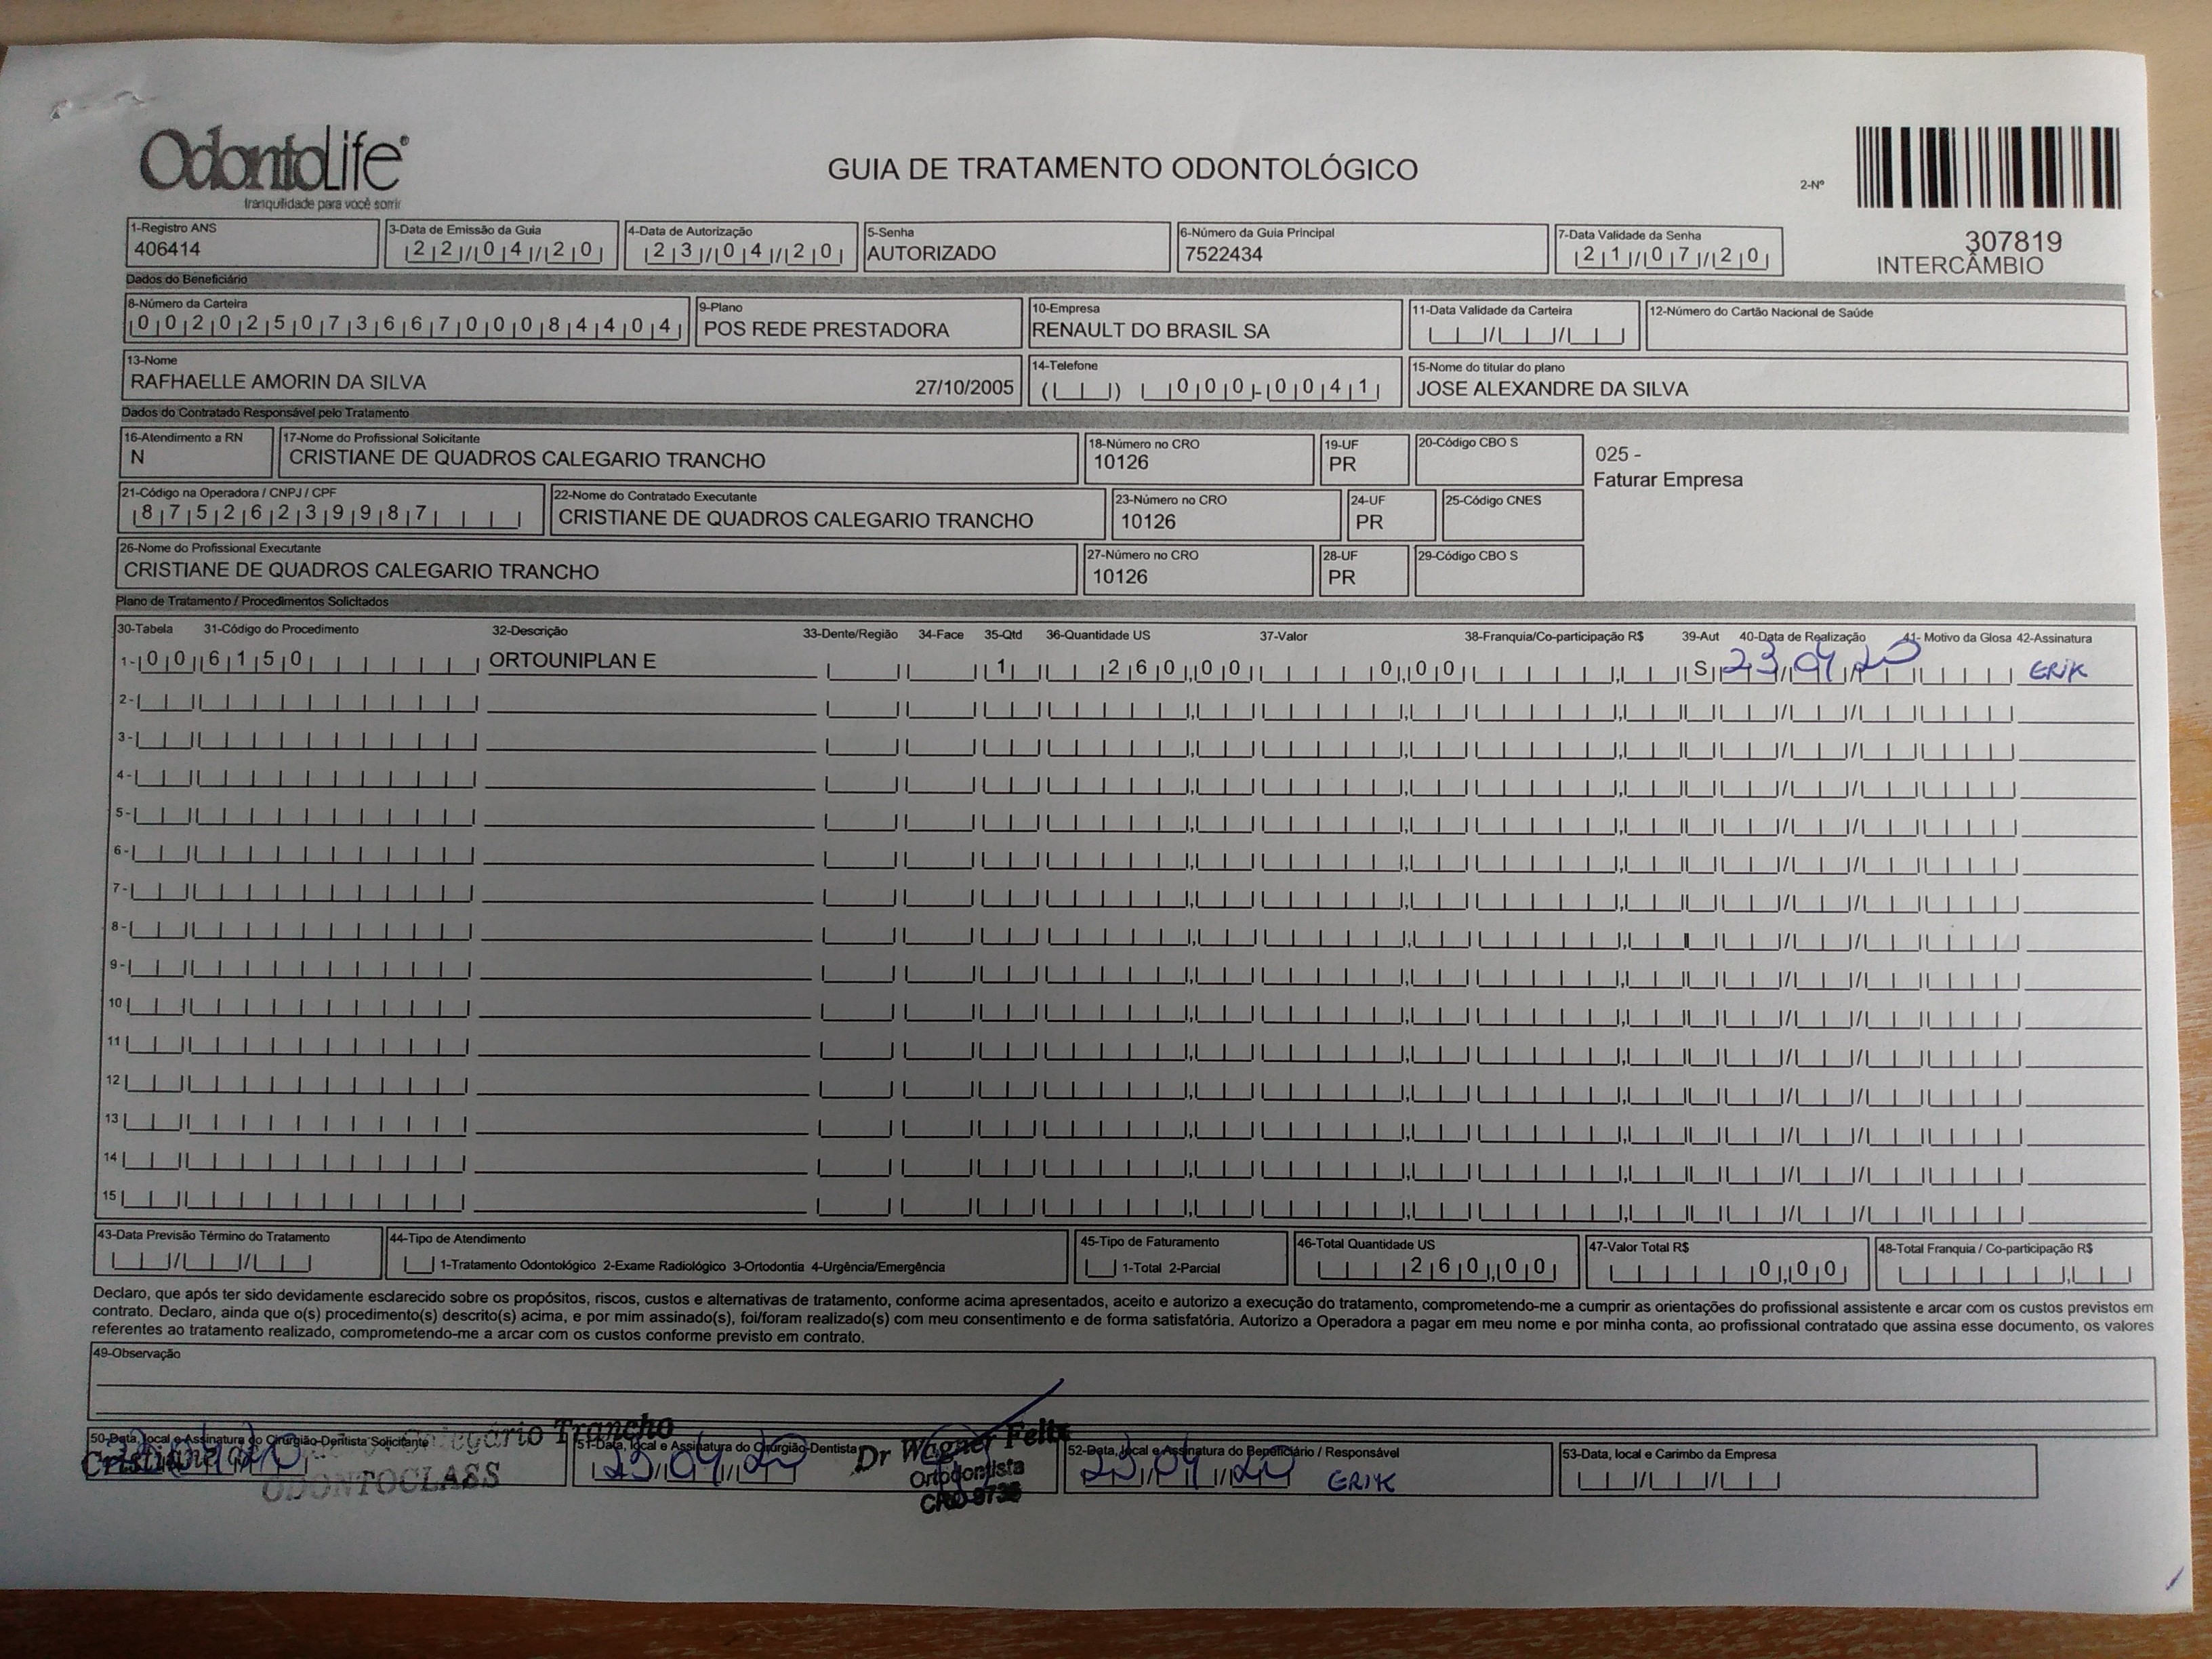 OdontoLife®
tranquilidade para você sorrir
GUIA DE TRATAMENTO ODONTOLÓGICO
2-Nº
307819
INTERCÂMBIO
1-Registro ANS
406414
3-Data de Emissão da Guia
22/04/20
4-Data de Autorização
23/04/20
5-Senha
AUTORIZADO
6-Número da Guia Principal
7522434
7-Data Validade da Senha
21/07/20
Dados do Beneficiário
8-Número da Carteira
00202507366700084404
9-Plano
POS REDE PRESTADORA
10-Empresa
RENAULT DO BRASIL SA
11-Data Validade da Carteira
12-Número do Cartão Nacional de Saúde
13-Nome
RAFHAELLE AMORIN DA SILVA 27/10/2005
14-Telefone
( ) 000-0041
15-Nome do titular do plano
JOSE ALEXANDRE DA SILVA
Dados do Contratado Responsável pelo Tratamento
16-Atendimento a RN
N
17-Nome do Profissional Solicitante
CRISTIANE DE QUADROS CALEGARIO TRANCHO
18-Número no CRO
10126
19-UF
PR
20-Código CBO S
025 -
Faturar Empresa
21-Código na Operadora / CNPJ / CPF
87526239987
22-Nome do Contratado Executante
CRISTIANE DE QUADROS CALEGARIO TRANCHO
23-Número no CRO
10126
24-UF
PR
25-Código CNES
26-Nome do Profissional Executante
CRISTIANE DE QUADROS CALEGARIO TRANCHO
27-Número no CRO
10126
28-UF
PR
29-Código CBO S
Plano de Tratamento / Procedimentos Solicitados
30-Tabela 31-Código do Procedimento 32-Descrição 33-Dente/Região 34-Face 35-Qtd 36-Quantidade US 37-Valor 38-Franquia/Co-participação R$ 39-Aut 40-Data de Realização 41- Motivo da Glosa 42-Assinatura
1- 00 6150 ORTOUNIPLAN E 1 260,00 0,00 S 23/04/20 ERIK
2-
3-
4-
5-
6-
7-
8-
9-
10
11
12
13
14
15
43-Data Previsão Término do Tratamento
44-Tipo de Atendimento
1-Tratamento Odontológico 2-Exame Radiológico 3-Ortodontia 4-Urgência/Emergência
45-Tipo de Faturamento
1-Total 2-Parcial
46-Total Quantidade US
260,00
47-Valor Total R$
0,00
48-Total Franquia / Co-participação R$
Declaro, que após ter sido devidamente esclarecido sobre os propósitos, riscos, custos e alternativas de tratamento, conforme acima apresentados, aceito e autorizo a execução do tratamento, comprometendo-me a cumprir as orientações do profissional assistente e arcar com os custos previstos em
contrato. Declaro, ainda que o(s) procedimento(s) descrito(s) acima, e por mim assinado(s), foi/foram realizado(s) com meu consentimento e de forma satisfatória. Autorizo a Operadora a pagar em meu nome e por minha conta, ao profissional contratado que assina esse documento, os valores
referentes ao tratamento realizado, comprometendo-me a arcar com os custos conforme previsto em contrato.
49-Observação
50-Data, local e Assinatura do Cirurgião-Dentista Solicitante
Cristiane Trancho
ODONTOCLASS
51-Data, local e Assinatura do Cirurgião-Dentista
23/04/20
Dr Wagner Felix
Ortodontista
52-Data, local e Assinatura do Beneficiário / Responsável
23/04/20 ERIK
53-Data, local e Carimbo da Empresa